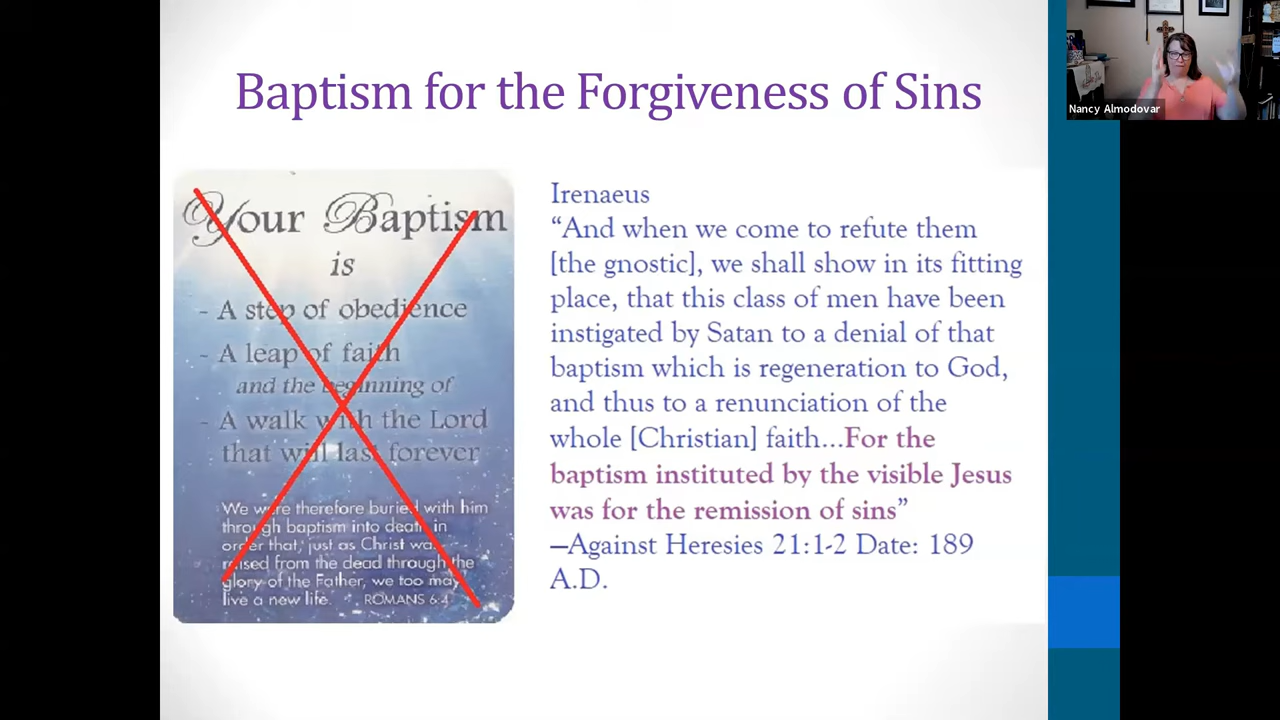 Baptism for the Forgiveness of Sins
Your Baptism
is
- A step of obedience
- A leap of faith
and the beginning of
- A walk with the Lord
that will last forever
We were therefore buried with him
through baptism into death in
order that, just as Christ was
raised from the dead through the
glory of the Father, we too may
live a new life. ROMANS 6:4
Irenaeus
“And when we come to refute them
[the gnostic], we shall show in its fitting
place, that this class of men have been
instigated by Satan to a denial of that
baptism which is regeneration to God,
and thus to a renunciation of the
whole [Christian] faith...For the
baptism instituted by the visible Jesus
was for the remission of sins”
—Against Heresies 21:1-2 Date: 189
A.D.
Nancy Almodovar